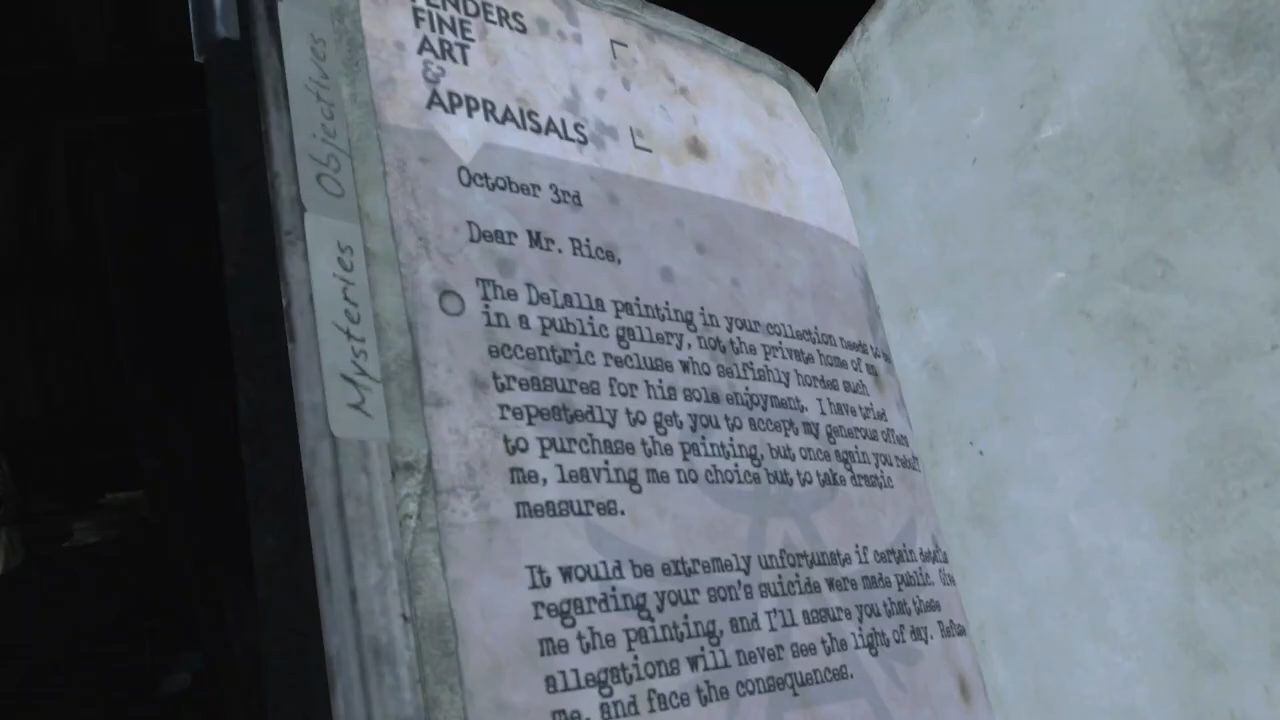 FINE
ART
&
APPRAISALS
October 3rd
Dear Mr. Rice,
The DeLalla painting in your collection needs to
in a public gallery, not the private home of an
eccentric recluse who selfishly hordes such
treasures for his sole enjoyment. I have tried
repeatedly to get you to accept my generous offers
to purchase the painting, but once again you rebuff
me, leaving me no choice but to take drastic
measures.
It would be extremely unfortunate if certain details
regarding your son's suicide were made public. Give
me the painting, and I'll assure you that these
allegations will never see the light of day. Refuse
me, and face the consequences.
Objectives
Mysteries